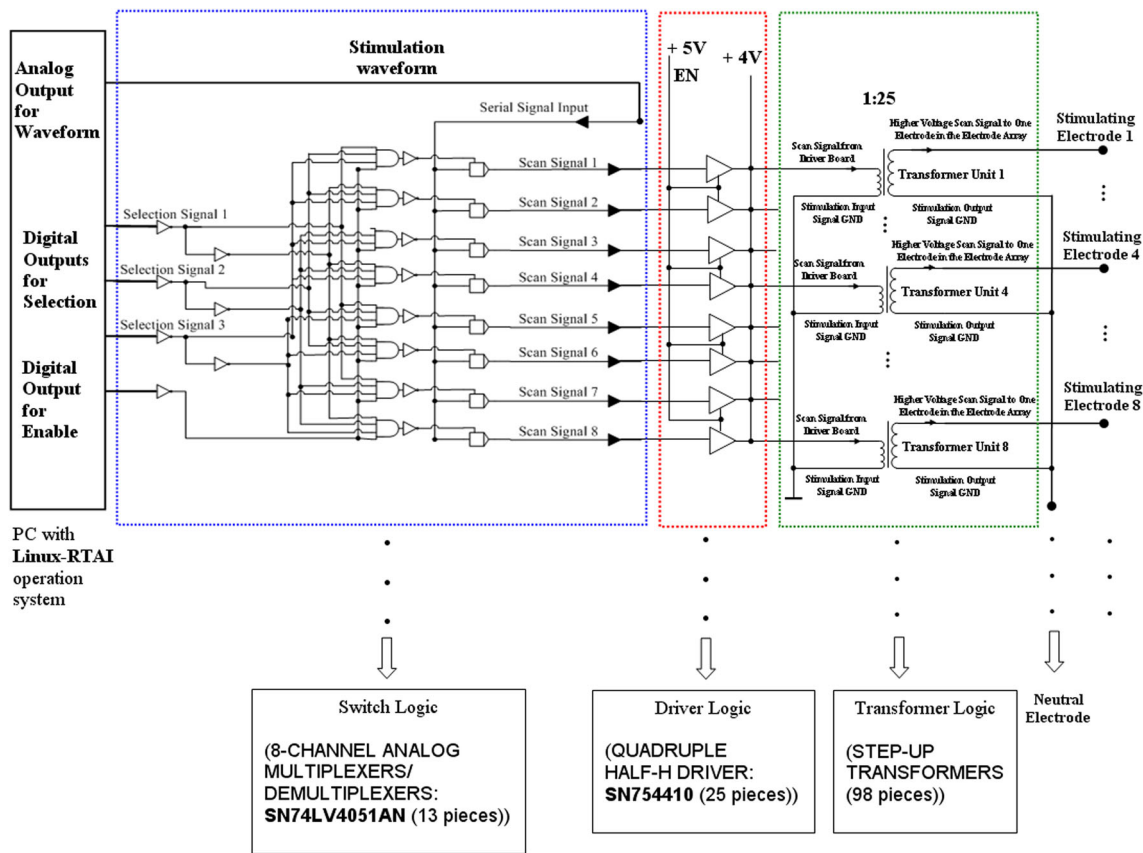 Analog
Output
for
Waveform
Stimulation
waveform
Serial Signal Input
Selection Signal 1
Selection Signal 2
Selection Signal 3
Digital
Outputs
for
Selection
Digital
Output
for
Enable
PC with
Linux-RTAI
operation
system
Scan Signal 1
Scan Signal 2
Scan Signal 3
Scan Signal 4
Scan Signal 5
Scan Signal 6
Scan Signal 7
Scan Signal 8
+ 5V
EN
+ 4V
1:25
Scan Signal from
Driver Board
Higher Voltage Scan Signal to One
Electrode in the Electrode Array
Transformer Unit 1
Stimulation Input
Signal GND
Stimulation Output
Signal GND
Stimulating
Electrode 1
Scan Signal from
Driver Board
Higher Voltage Scan Signal to One
Electrode in the Electrode Array
Transformer Unit 4
Stimulation Input
Signal GND
Stimulation Output
Signal GND
Stimulating
Electrode 4
Scan Signal from
Driver Board
Higher Voltage Scan Signal to One
Electrode in the Electrode Array
Transformer Unit 8
Stimulation Input
Signal GND
Stimulation Output
Signal GND
Stimulating
Electrode 8
Switch Logic
(8-CHANNEL ANALOG
MULTIPLEXERS/
DEMULTIPLEXERS:
SN74LV4051AN (13 pieces))
Driver Logic
(QUADRUPLE
HALF-H DRIVER:
SN754410 (25 pieces))
Transformer Logic
(STEP-UP
TRANSFORMERS
(98 pieces))
Neutral
Electrode